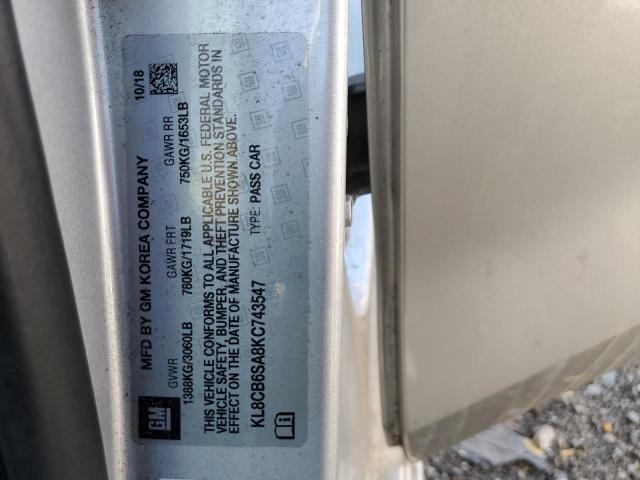 GM
MFD BY GM KOREA COMPANY 10/18
GVWR GAWR FRT GAWR RR
1388KG/3060LB 780KG/1719LB 750KG/1653LB
THIS VEHICLE CONFORMS TO ALL APPLICABLE U.S. FEDERAL MOTOR
VEHICLE SAFETY, BUMPER, AND THEFT PREVENTION STANDARDS IN
EFFECT ON THE DATE OF MANUFACTURE SHOWN ABOVE.
KL8CB6SA8KC743547 TYPE: PASS CAR